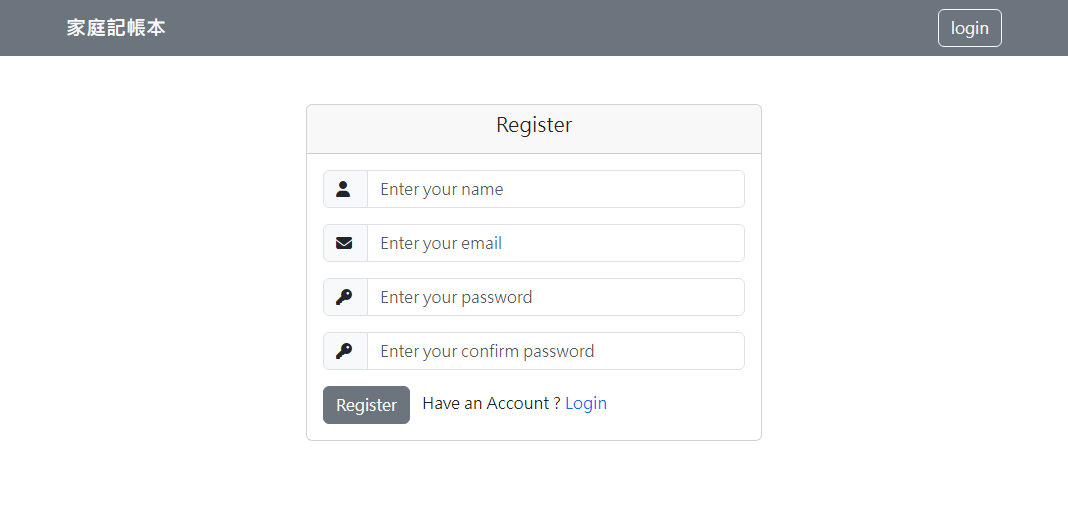 家庭記帳本
login
Register
Enter your name
Enter your email
Enter your password
Enter your confirm password
Register Have an Account ? Login